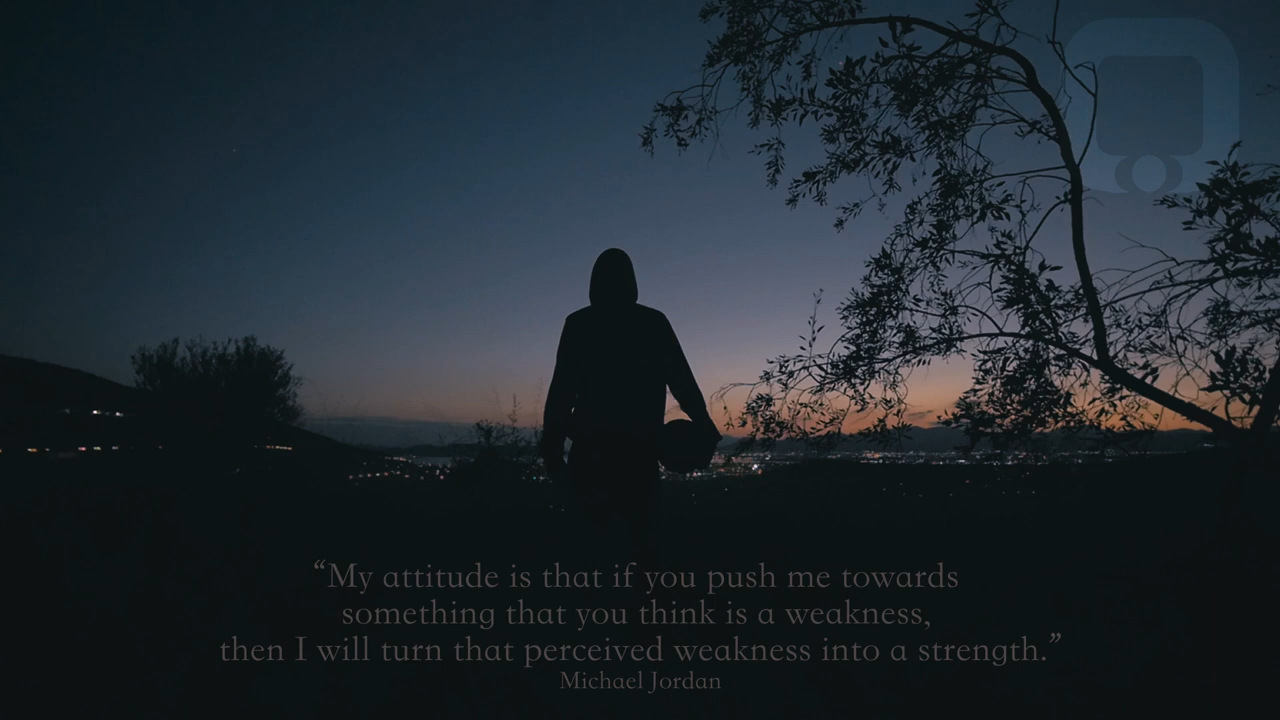 “My attitude is that if you push me towards
something that you think is a weakness,
then I will turn that perceived weakness into a strength.”
Michael Jordan